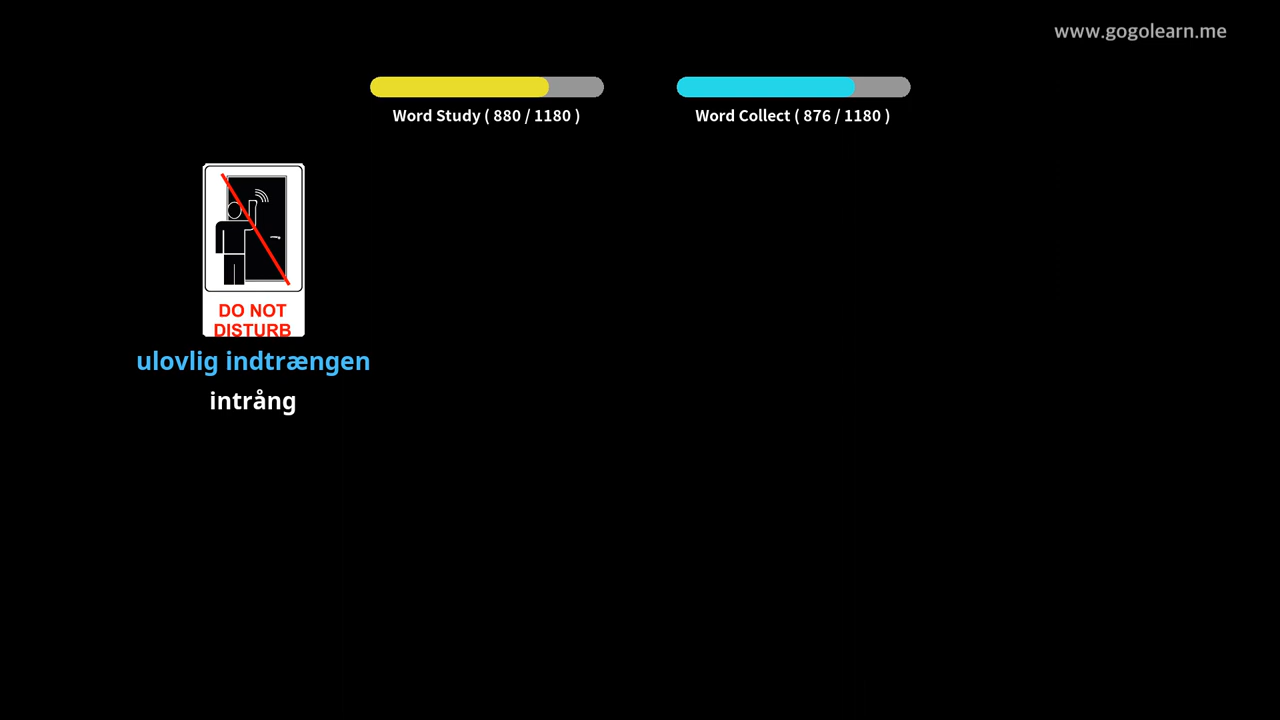 www.gogolearn.me
Word Study ( 880 / 1180 )
Word Collect ( 876 / 1180 )
DO NOT
DISTURB
ulovlig indtrængen
intrång